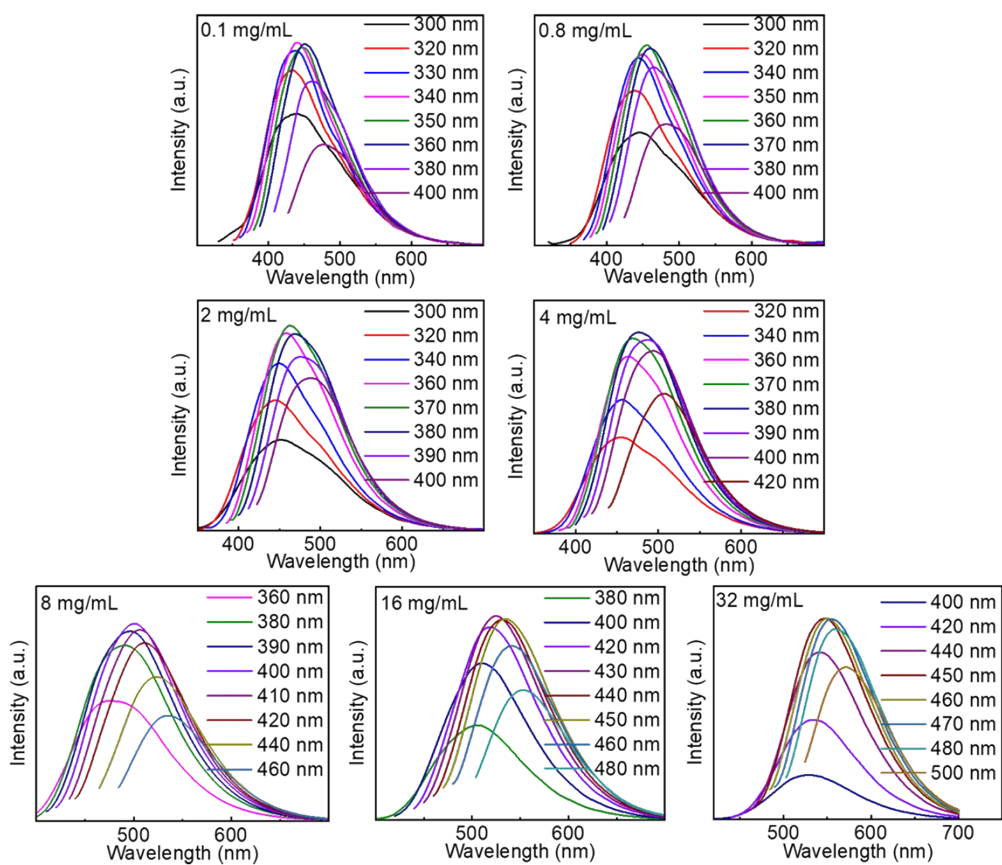 0.1 mg/mL
300 nm
320 nm
330 nm
340 nm
350 nm
360 nm
380 nm
400 nm
Intensity (a.u.)
400 500 600
Wavelength (nm)
0.8 mg/mL
300 nm
320 nm
340 nm
350 nm
360 nm
370 nm
380 nm
400 nm
Intensity (a.u.)
400 500 600
Wavelength (nm)
2 mg/mL
300 nm
320 nm
340 nm
360 nm
370 nm
380 nm
390 nm
400 nm
Intensity (a.u.)
400 500 600
Wavelength (nm)
4 mg/mL
320 nm
340 nm
360 nm
370 nm
380 nm
390 nm
400 nm
420 nm
Intensity (a.u.)
400 500 600
Wavelength (nm)
8 mg/mL
360 nm
380 nm
390 nm
400 nm
410 nm
420 nm
440 nm
460 nm
Intensity (a.u.)
500 600
Wavelength (nm)
16 mg/mL
380 nm
400 nm
420 nm
430 nm
440 nm
450 nm
460 nm
480 nm
Intensity (a.u.)
500 600
Wavelength (nm)
32 mg/mL
400 nm
420 nm
440 nm
450 nm
460 nm
470 nm
480 nm
500 nm
Intensity (a.u.)
500 600 700
Wavelength (nm)